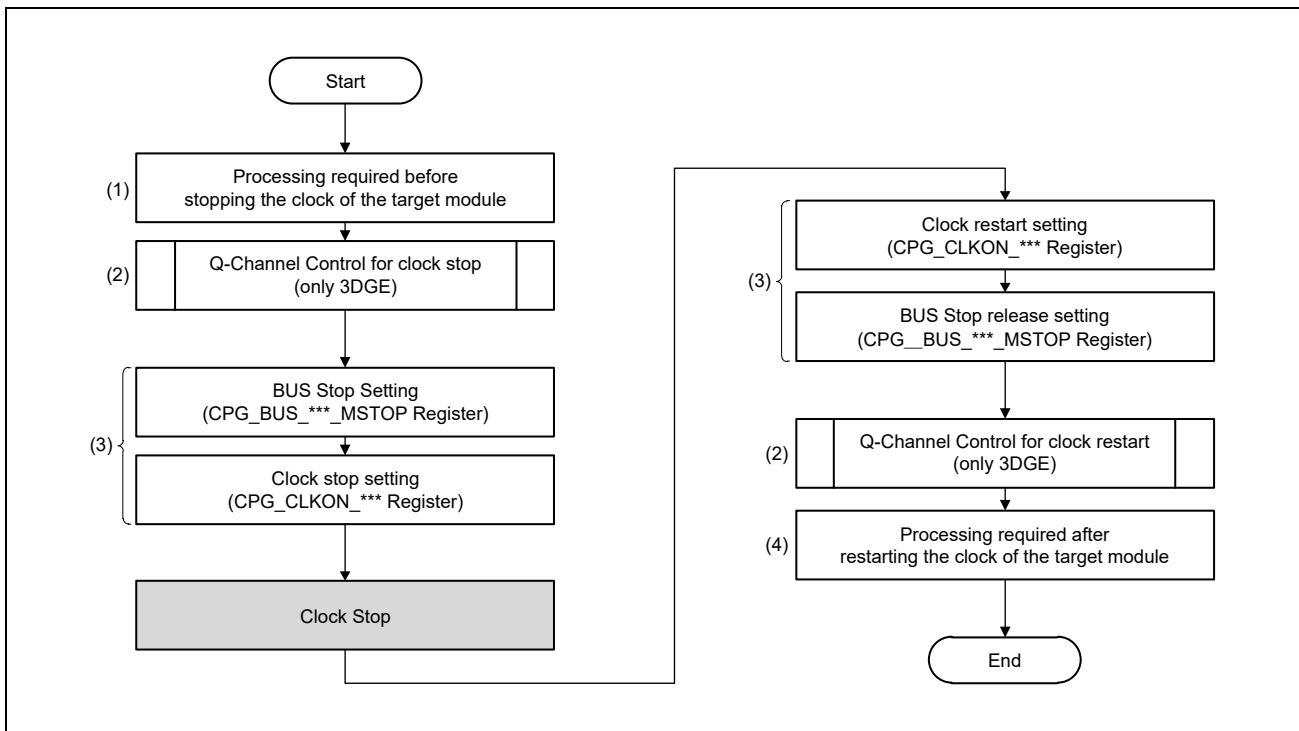 Start
(1)
Processing required before
stopping the clock of the target module
(2)
Q-Channel Control for clock stop
(only 3DGE)
(3)
BUS Stop Setting
(CPG_BUS_***_MSTOP Register)
Clock stop setting
(CPG_CLKON_*** Register)
Clock Stop
(3)
Clock restart setting
(CPG_CLKON_*** Register)
BUS Stop release setting
(CPG__BUS_***_MSTOP Register)
(2)
Q-Channel Control for clock restart
(only 3DGE)
(4)
Processing required after
restarting the clock of the target module
End